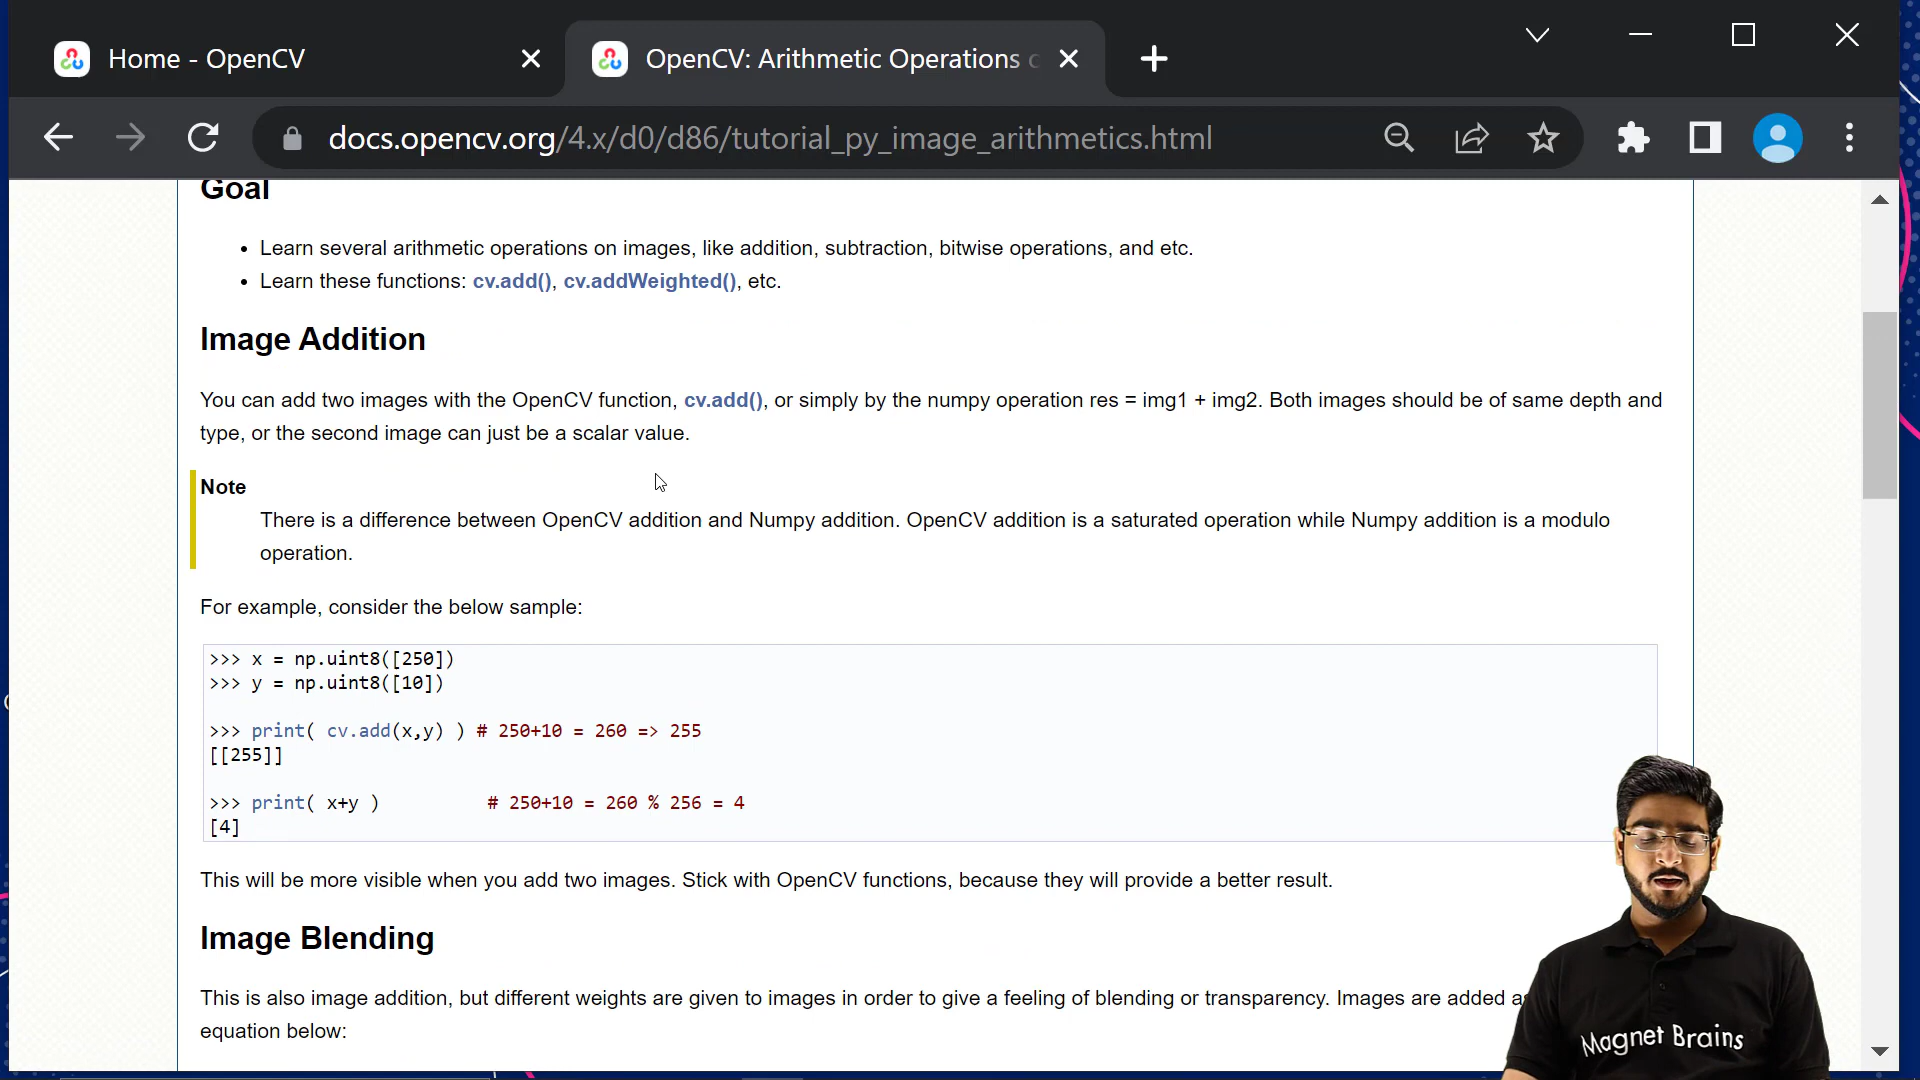 Home - OpenCV
OpenCV: Arithmetic Operations
docs.opencv.org/4.x/d0/d86/tutorial_py_image_arithmetics.html
Goal
• Learn several arithmetic operations on images, like addition, subtraction, bitwise operations, and etc.
• Learn these functions: cv.add(), cv.addWeighted(), etc.
Image Addition
You can add two images with the OpenCV function, cv.add(), or simply by the numpy operation res = img1 + img2. Both images should be of same depth and
type, or the second image can just be a scalar value.
Note
There is a difference between OpenCV addition and Numpy addition. OpenCV addition is a saturated operation while Numpy addition is a modulo
operation.
For example, consider the below sample:
>>> x = np.uint8([250])
>>> y = np.uint8([10])
>>> print( cv.add(x,y) ) # 250+10 = 260 => 255
[[255]]
>>> print( x+y )          # 250+10 = 260 % 256 = 4
[4]
This will be more visible when you add two images. Stick with OpenCV functions, because they will provide a better result.
Image Blending
This is also image addition, but different weights are given to images in order to give a feeling of blending or transparency. Images are added
equation below:
Magnet Brains